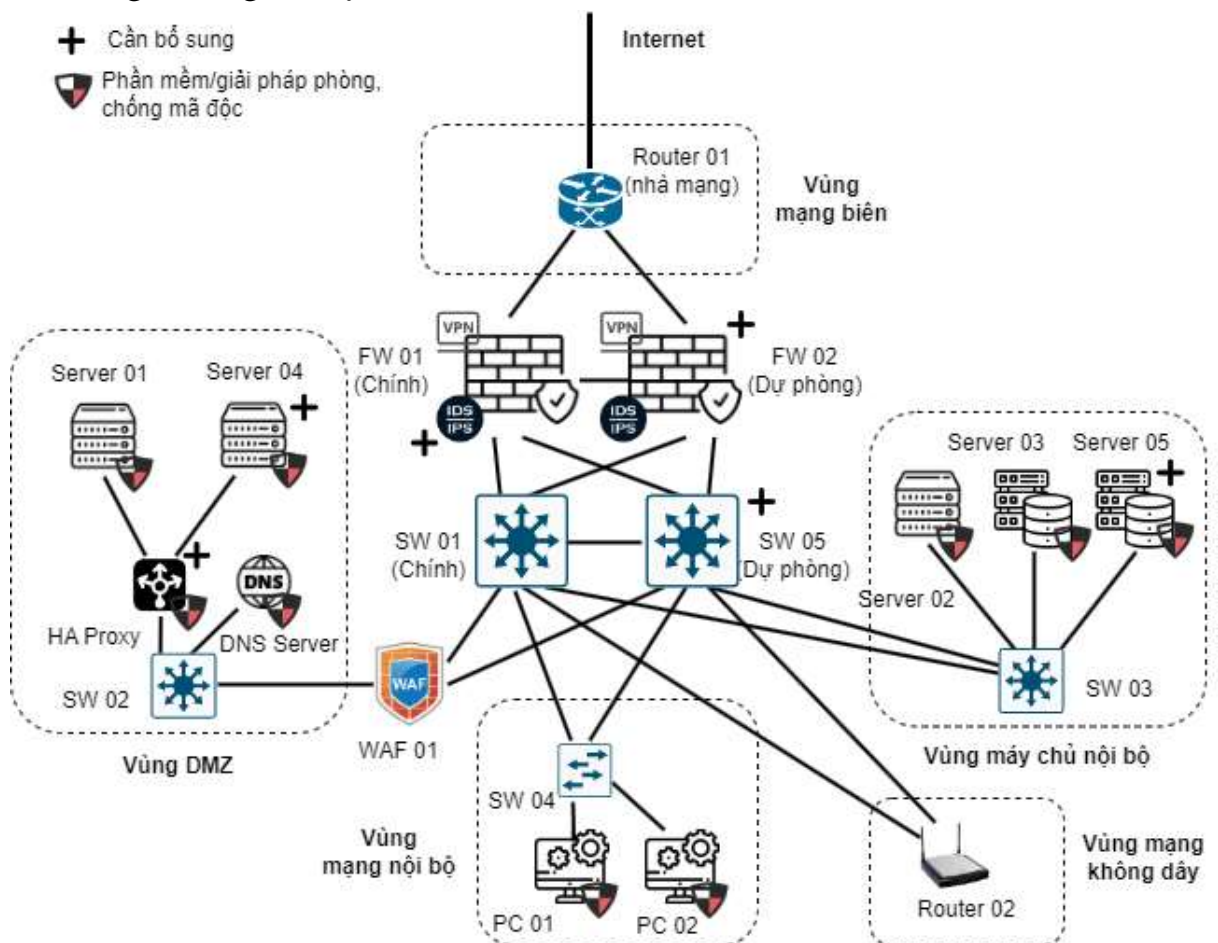 Cần bổ sung
Phần mềm/giải pháp phòng,
chống mã độc
Internet
Router 01
(nhà mạng)
Vùng
mạng biên
VPN
VPN
FW 01
(Chính)
FW 02
(Dự phòng)
IDS
IPS
IDS
IPS
Server 01
Server 04
HA Proxy
DNS
DNS Server
SW 02
Vùng DMZ
SW 01
(Chính)
SW 05
(Dự phòng)
WAF
WAF 01
Server 03
Server 05
Server 02
SW 03
Vùng máy chủ nội bộ
SW 04
Vùng
mạng nội bộ
PC 01
PC 02
Router 02
Vùng mạng
không dây